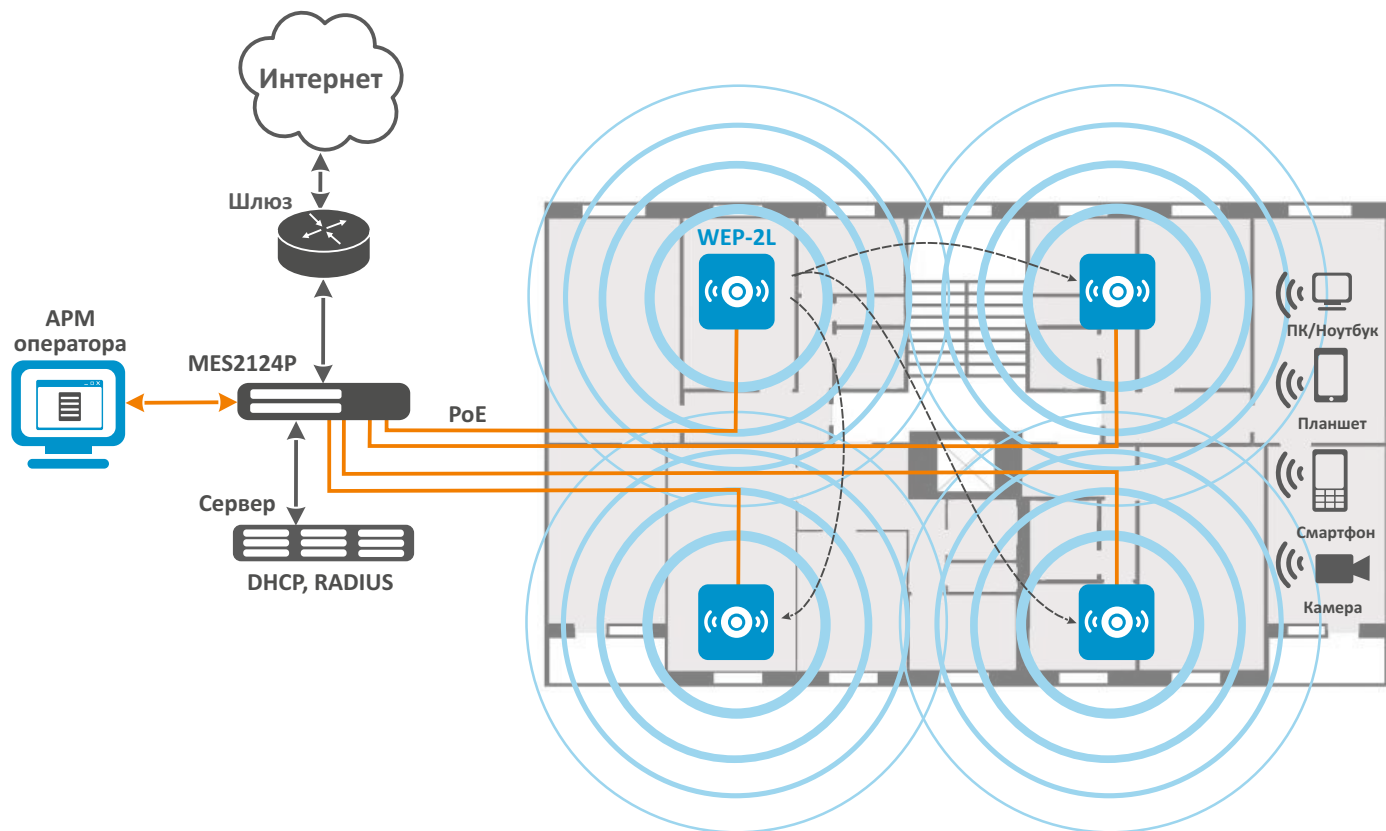 Интернет
Шлюз
WEP-2L
АРМ
оператора
MES2124P
PoE
Сервер
DHCP, RADIUS
ПК/Ноутбук
Планшет
Смартфон
Камера